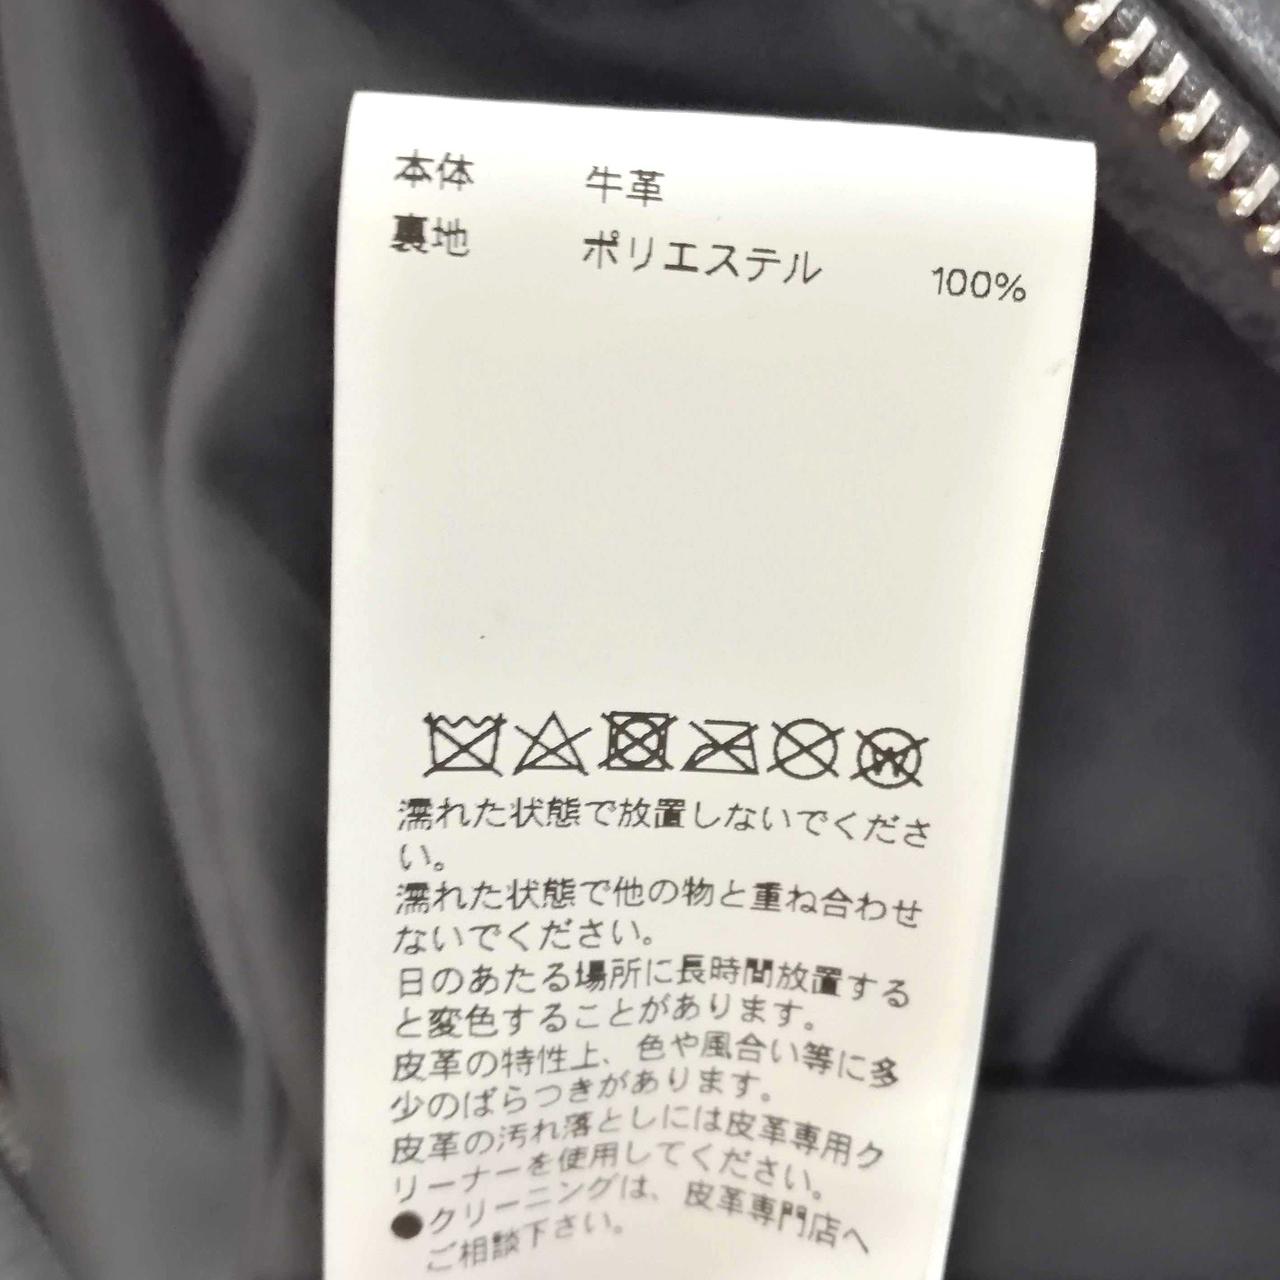 本体 牛革
裏地 ポリエステル 100%
濡れた状態で放置しないでくださ
い。
濡れた状態で他の物と重ね合わせ
ないでください。
日のあたる場所に長時間放置する
と変色することがあります。
皮革の特性上、色や風合い等に多
少のばらつきがあります。
皮革の汚れ落としには皮革専用ク
リーナーを使用してください。
●クリーニングは、皮革専門店へ
ご相談下さい。